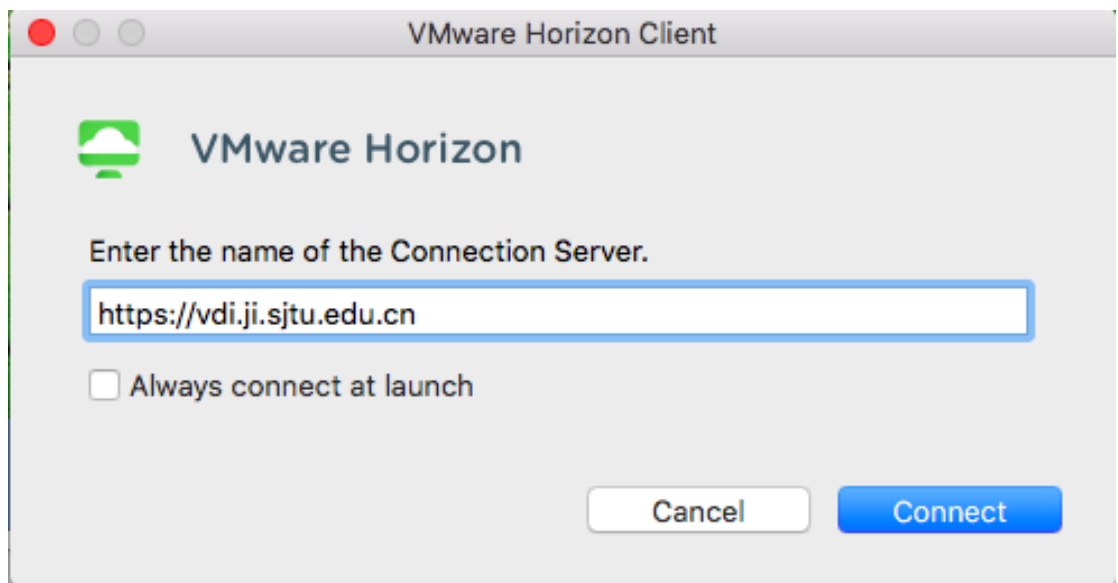 VMware Horizon Client
VMware Horizon
Enter the name of the Connection Server.
https://vdi.ji.sjtu.edu.cn
Always connect at launch
Cancel
Connect